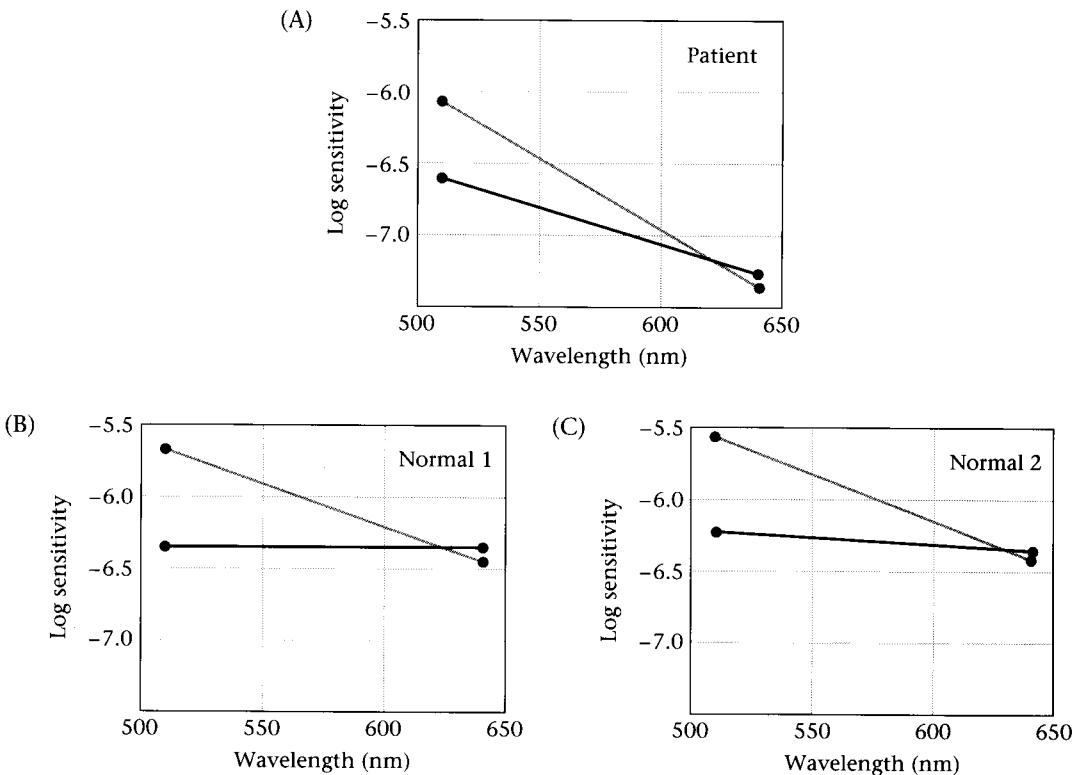 (A)
−5.5
Patient
−6.0
−6.5
−7.0
Log sensitivity
500 550 600 650
Wavelength (nm)
(B)
−5.5
Normal 1
−6.0
−6.5
−7.0
Log sensitivity
500 550 600 650
Wavelength (nm)
(C)
−5.5
Normal 2
−6.0
−6.5
−7.0
Log sensitivity
500 550 600 650
Wavelength (nm)